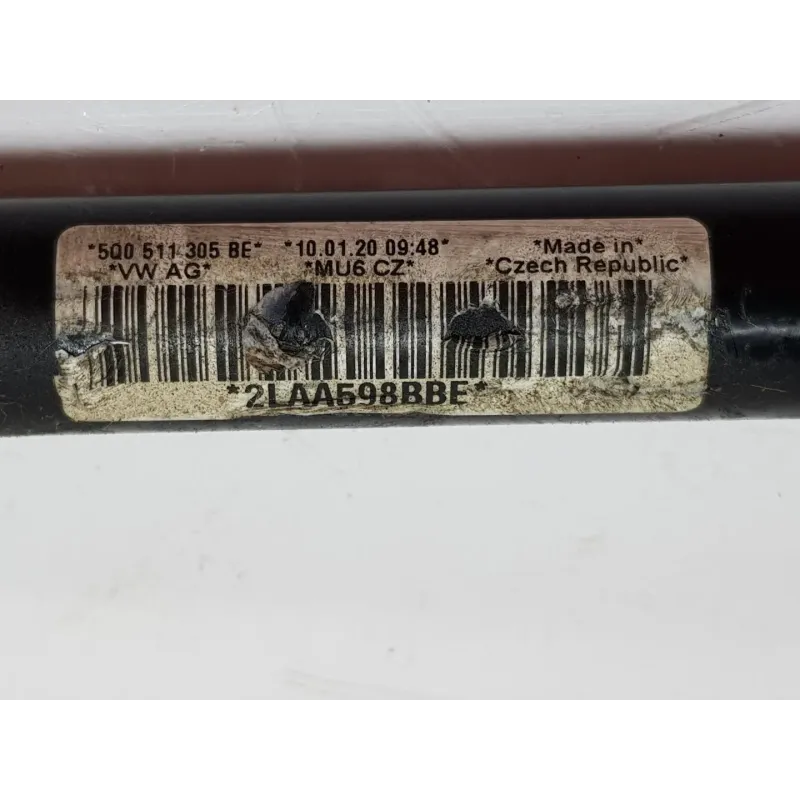 *5Q0 511 305 BE* *10.01.20 09:48* *Made in*
*VW AG* *MU6 CZ* *Czech Republic*
*2LAA598BBE*